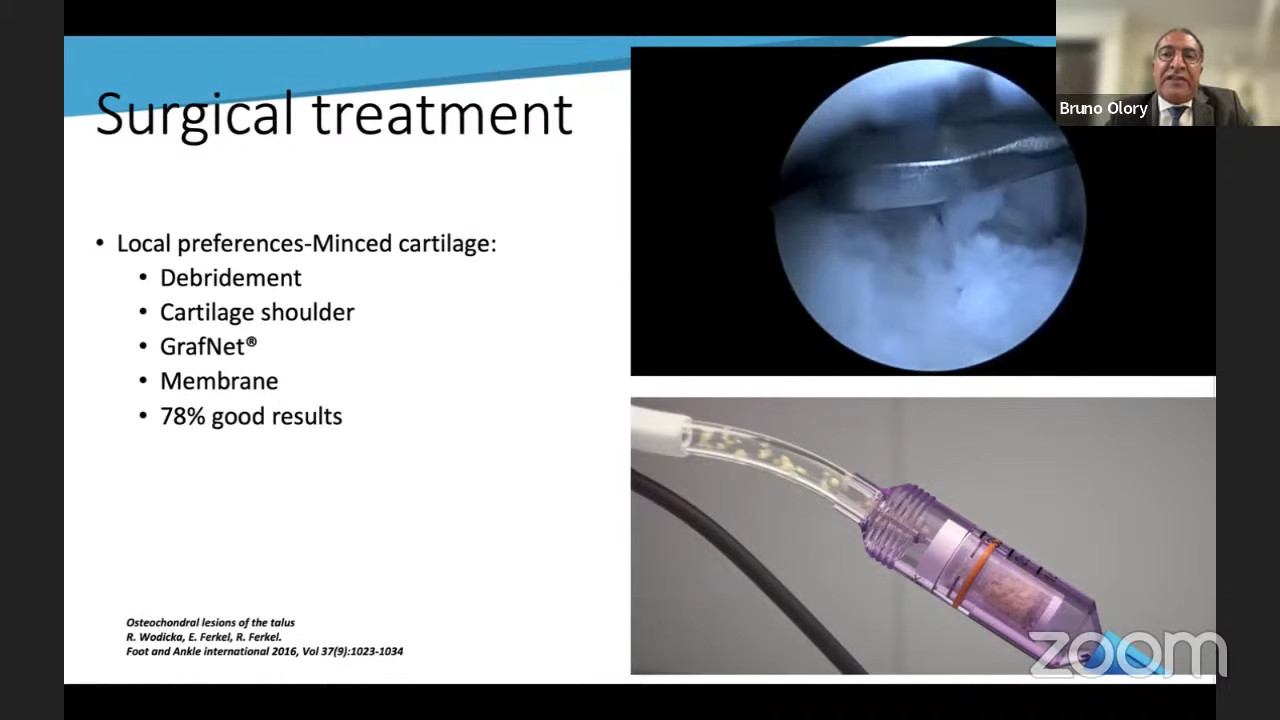 Surgical treatment
Bruno Olory
• Local preferences-Minced cartilage:
• Debridement
• Cartilage shoulder
• GrafNet®
• Membrane
• 78% good results
Osteochondral lesions of the talus
R. Wodicka, E. Ferkel, R. Ferkel.
Foot and Ankle international 2016, Vol 37(9):1023-1034
zoom